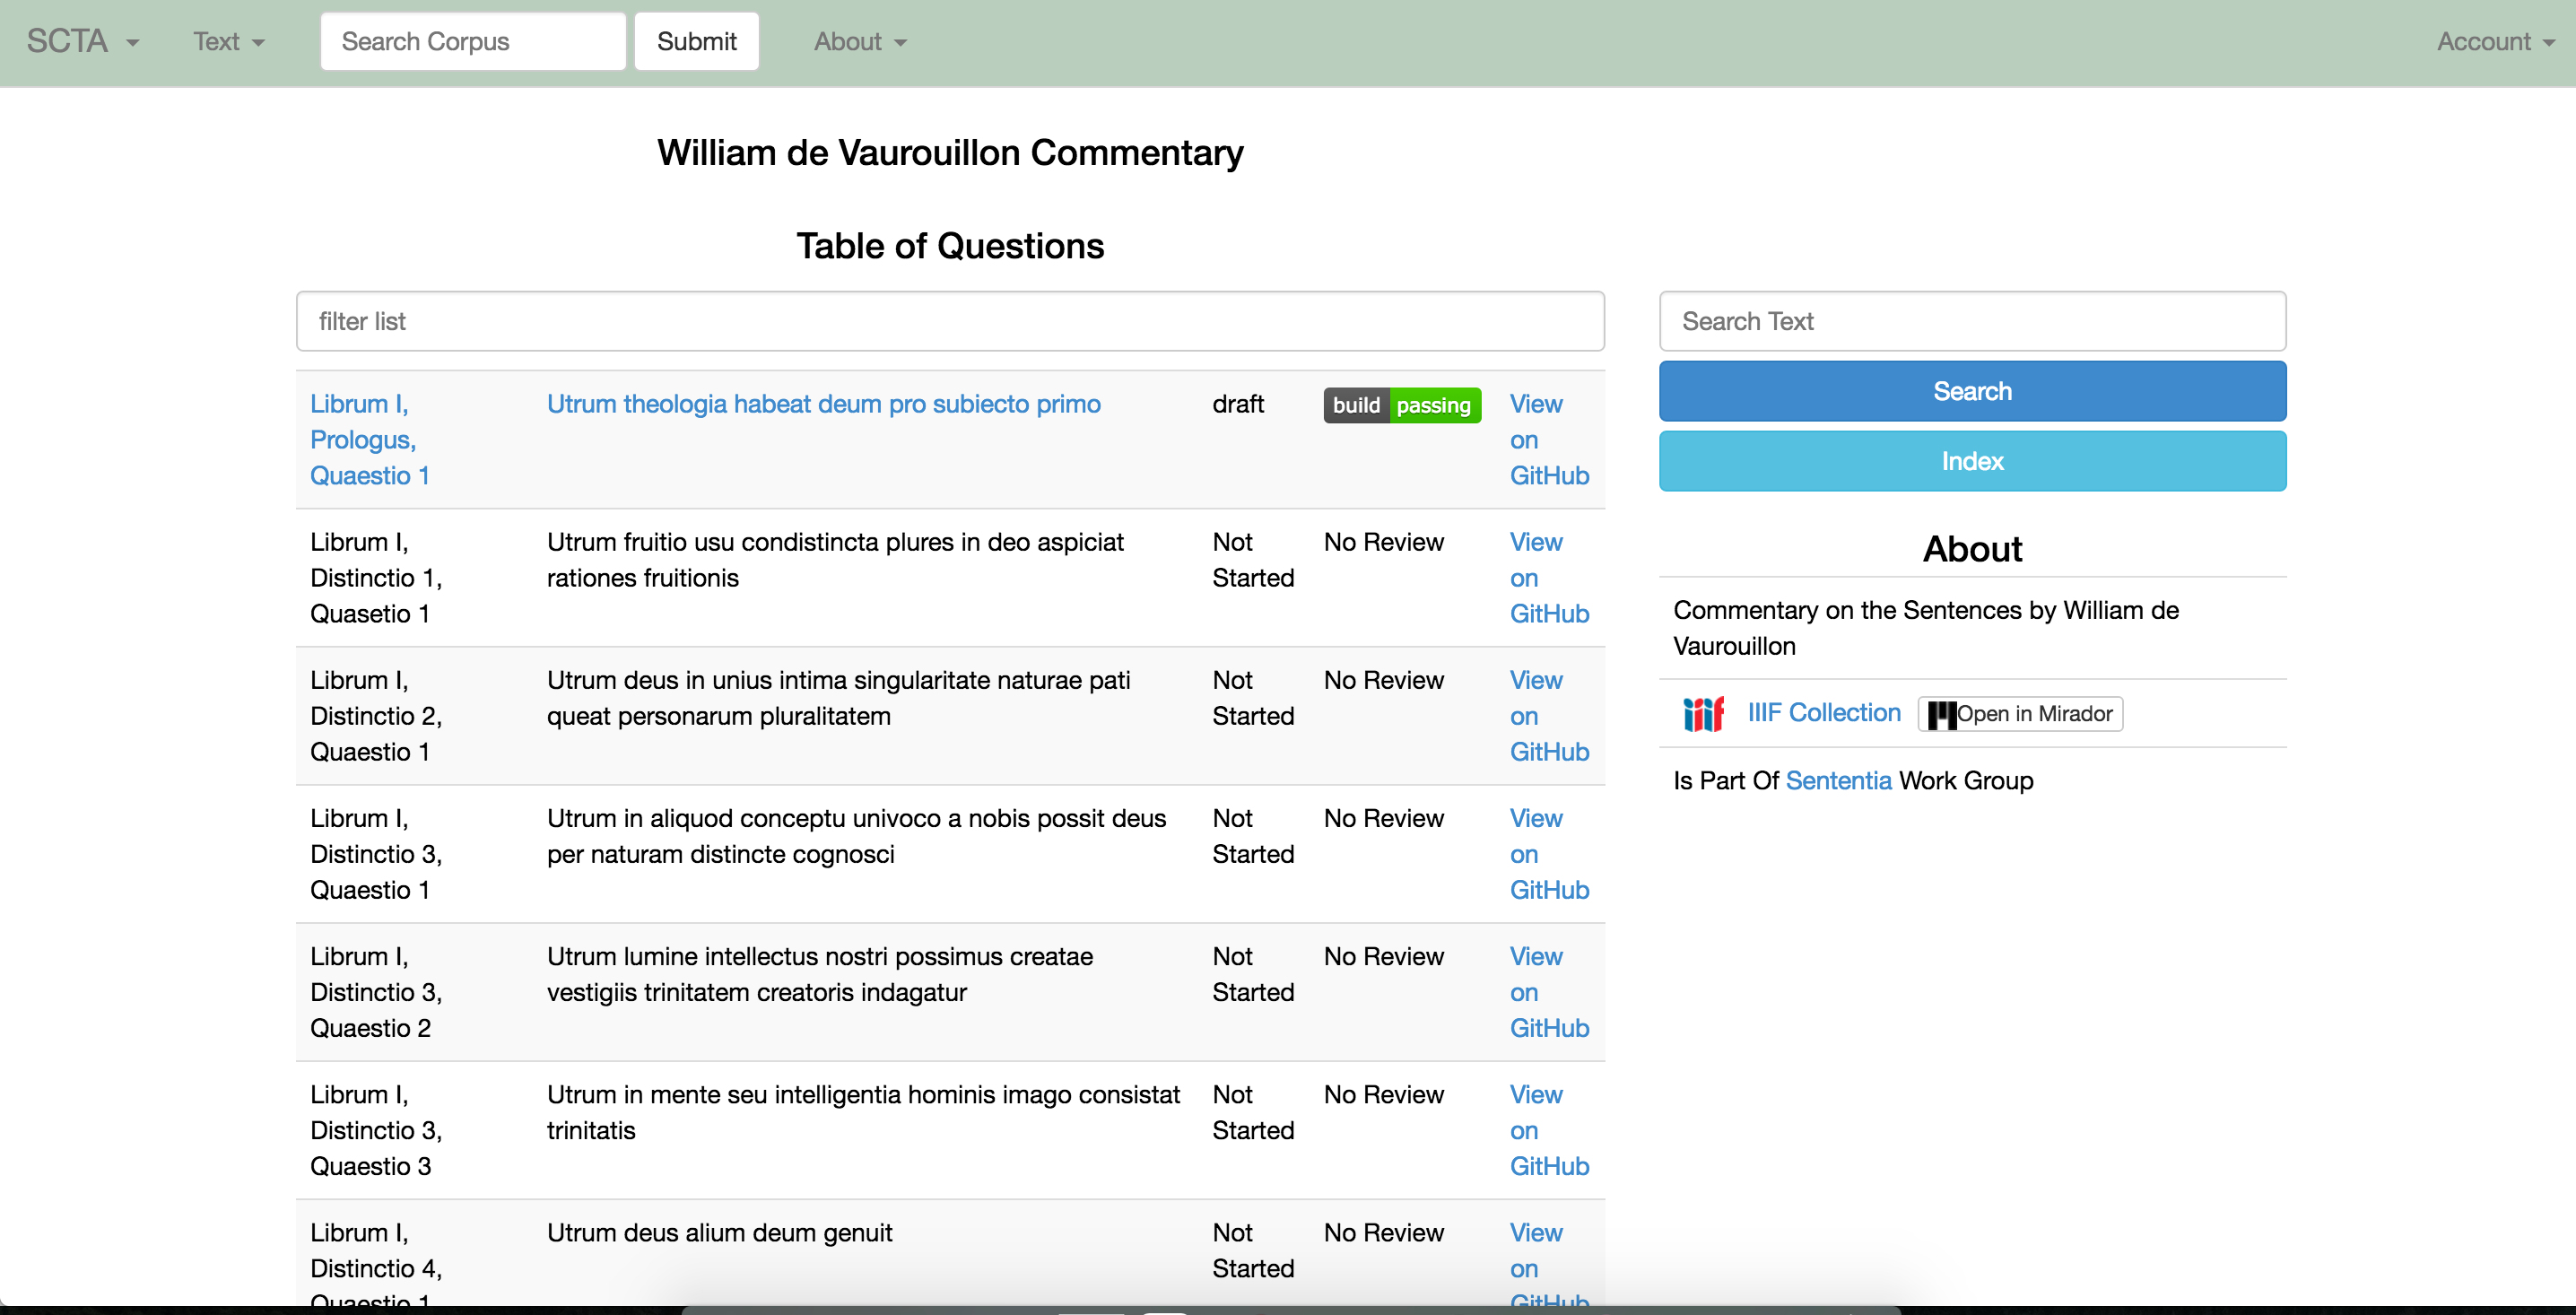 SCTA Text Search Corpus Submit About Account
William de Vaurouillon Commentary
Table of Questions
filter list
Librum I,
Prologus,
Quaestio 1
Utrum theologia habeat deum pro subiecto primo
draft
build passing
View
on
GitHub
Librum I,
Distinctio 1,
Quasetio 1
Utrum fruitio usu condistincta plures in deo aspiciat
rationes fruitionis
Not
Started
No Review
View
on
GitHub
Librum I,
Distinctio 2,
Quaestio 1
Utrum deus in unius intima singularitate naturae pati
queat personarum pluralitatem
Not
Started
No Review
View
on
GitHub
Librum I,
Distinctio 3,
Quaestio 1
Utrum in aliquod conceptu univoco a nobis possit deus
per naturam distincte cognosci
Not
Started
No Review
View
on
GitHub
Librum I,
Distinctio 3,
Quaestio 2
Utrum lumine intellectus nostri possimus creatae
vestigiis trinitatem creatoris indagatur
Not
Started
No Review
View
on
GitHub
Librum I,
Distinctio 3,
Quaestio 3
Utrum in mente seu intelligentia hominis imago consistat
trinitatis
Not
Started
No Review
View
on
GitHub
Librum I,
Distinctio 4,
Quaestio 1
Utrum deus alium deum genuit
Not
Started
No Review
View
on
GitHub
Search Text
Search
Index
About
Commentary on the Sentences by William de
Vaurouillon
iiif IIIF Collection Open in Mirador
Is Part Of Sententia Work Group